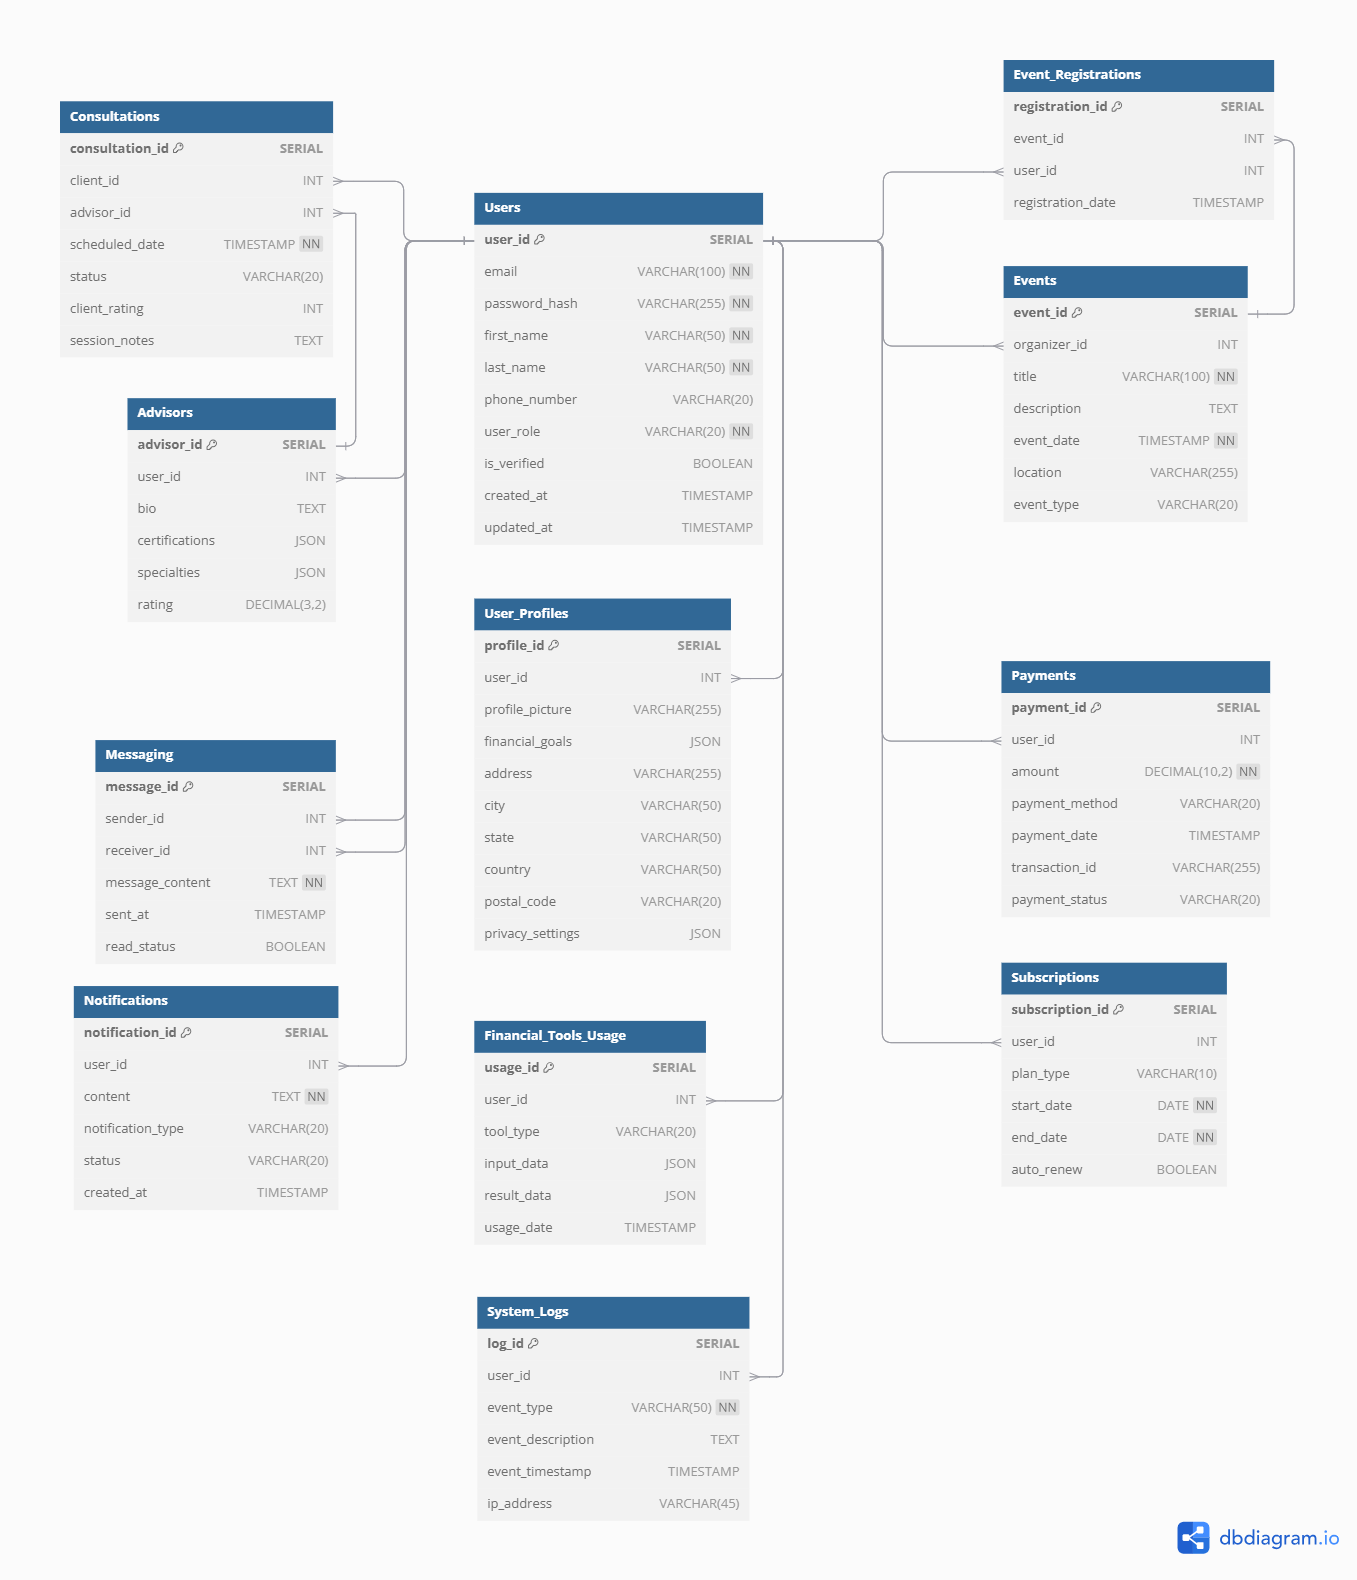 Consultations
consultation_id SERIAL
client_id INT
advisor_id INT
scheduled_date TIMESTAMP NN
status VARCHAR(20)
client_rating INT
session_notes TEXT
Advisors
advisor_id SERIAL
user_id INT
bio TEXT
certifications JSON
specialties JSON
rating DECIMAL(3,2)
Messaging
message_id SERIAL
sender_id INT
receiver_id INT
message_content TEXT NN
sent_at TIMESTAMP
read_status BOOLEAN
Notifications
notification_id SERIAL
user_id INT
content TEXT NN
notification_type VARCHAR(20)
status VARCHAR(20)
created_at TIMESTAMP
Users
user_id SERIAL
email VARCHAR(100) NN
password_hash VARCHAR(255) NN
first_name VARCHAR(50) NN
last_name VARCHAR(50) NN
phone_number VARCHAR(20)
user_role VARCHAR(20) NN
is_verified BOOLEAN
created_at TIMESTAMP
updated_at TIMESTAMP
User_Profiles
profile_id SERIAL
user_id INT
profile_picture VARCHAR(255)
financial_goals JSON
address VARCHAR(255)
city VARCHAR(50)
state VARCHAR(50)
country VARCHAR(50)
postal_code VARCHAR(20)
privacy_settings JSON
Financial_Tools_Usage
usage_id SERIAL
user_id INT
tool_type VARCHAR(20)
input_data JSON
result_data JSON
usage_date TIMESTAMP
System_Logs
log_id SERIAL
user_id INT
event_type VARCHAR(50) NN
event_description TEXT
event_timestamp TIMESTAMP
ip_address VARCHAR(45)
Event_Registrations
registration_id SERIAL
event_id INT
user_id INT
registration_date TIMESTAMP
Events
event_id SERIAL
organizer_id INT
title VARCHAR(100) NN
description TEXT
event_date TIMESTAMP NN
location VARCHAR(255)
event_type VARCHAR(20)
Payments
payment_id SERIAL
user_id INT
amount DECIMAL(10,2) NN
payment_method VARCHAR(20)
payment_date TIMESTAMP
transaction_id VARCHAR(255)
payment_status VARCHAR(20)
Subscriptions
subscription_id SERIAL
user_id INT
plan_type VARCHAR(10)
start_date DATE NN
end_date DATE NN
auto_renew BOOLEAN
dbdiagram.io